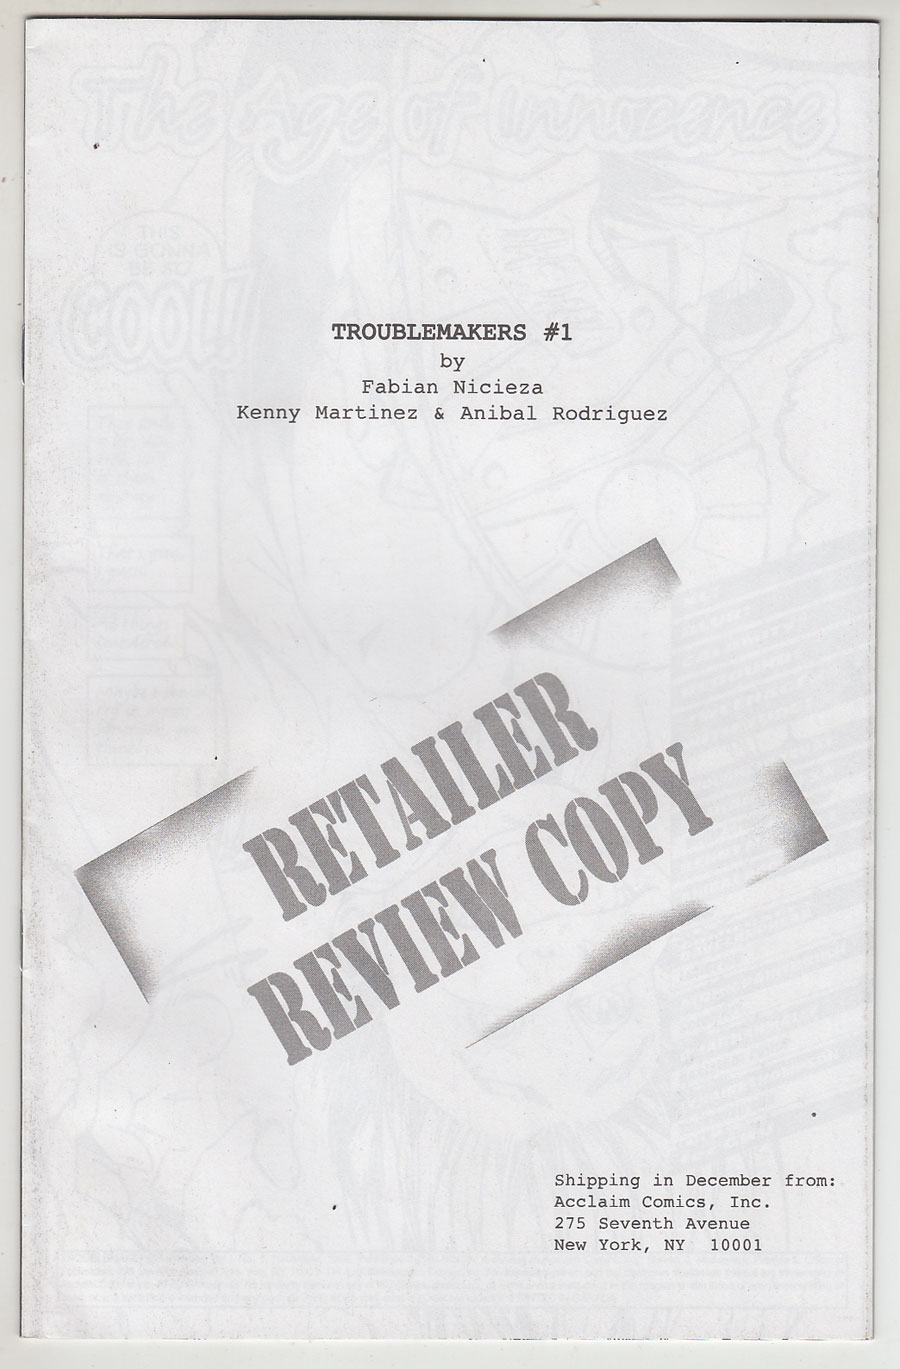 The Age of Innocence
THIS
IS GONNA
BE SO
COOL!
TROUBLEMAKERS #1
by
Fabian Nicieza
Kenny Martinez & Anibal Rodriguez
RETAILER
REVIEW COPY
Shipping in December from:
Acclaim Comics, Inc.
275 Seventh Avenue
New York, NY 10001